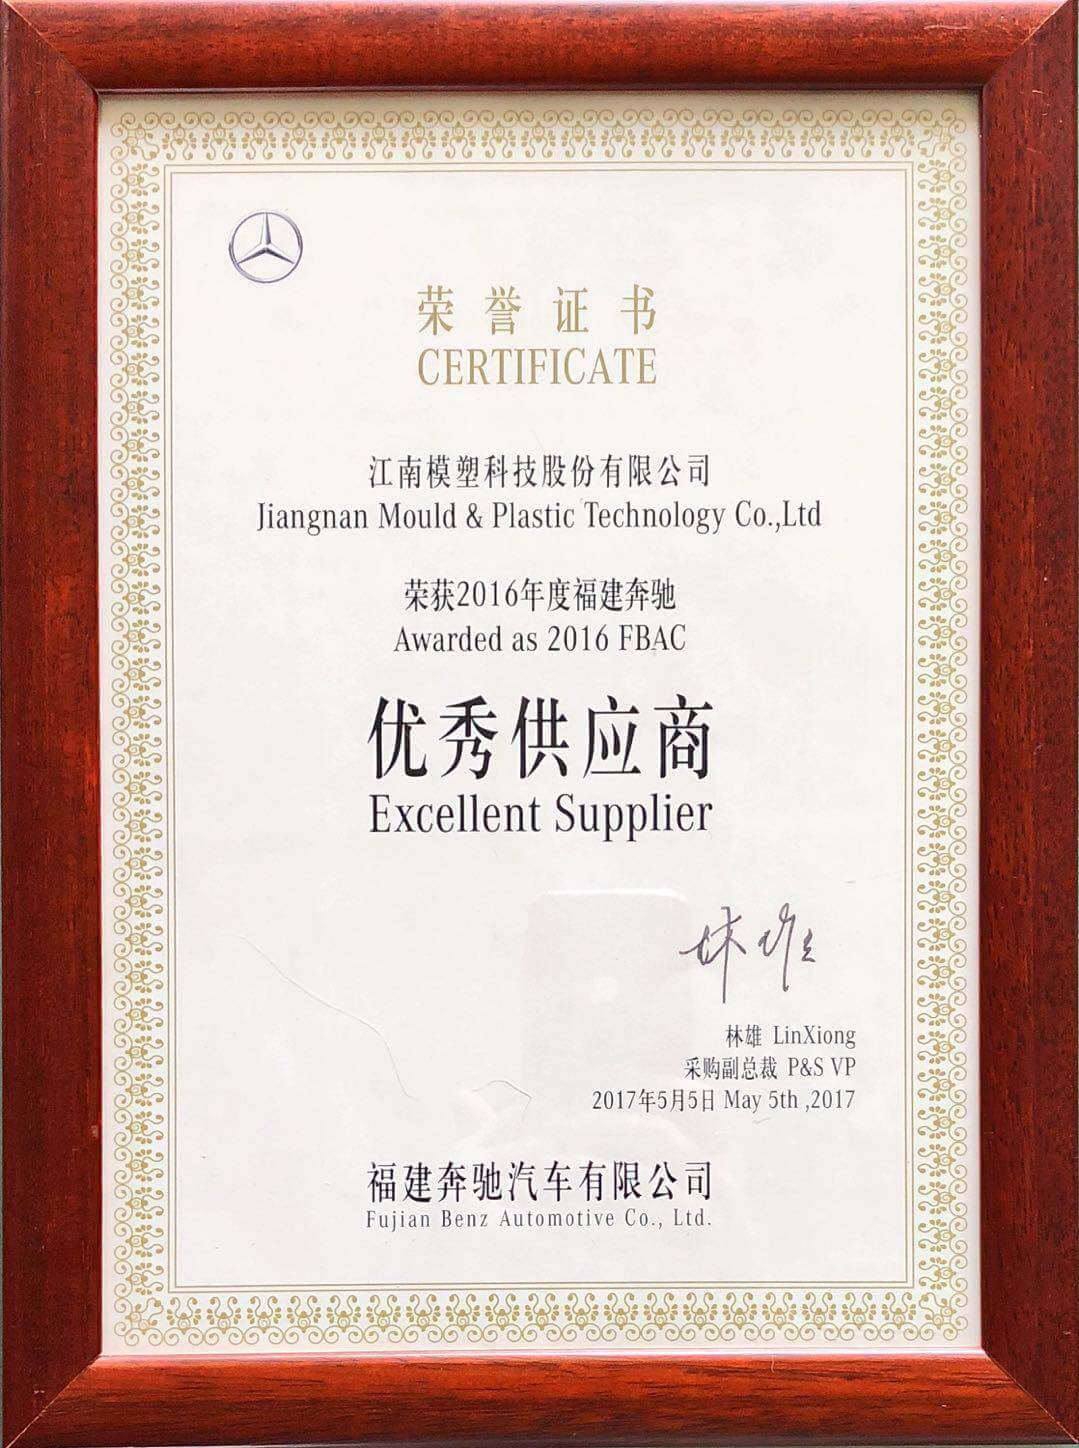 荣誉证书
CERTIFICATE
江南模塑科技股份有限公司
Jiangnan Mould & Plastic Technology Co.,Ltd
荣获2016年度福建奔驰
Awarded as 2016 FBAC
优秀供应商
Excellent Supplier
林雄
林雄 LinXiong
采购副总裁 P&S VP
2017年5月5日 May 5th ,2017
福建奔驰汽车有限公司
Fujian Benz Automotive Co., Ltd.